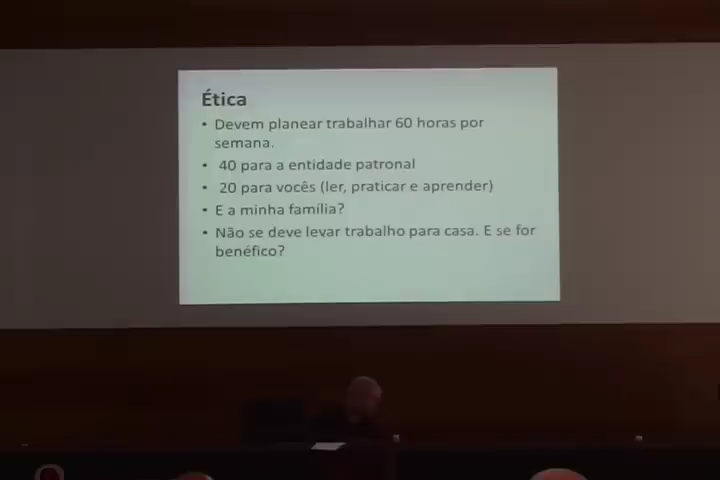 Ética
• Devem planear trabalhar 60 horas por
semana.
• 40 para a entidade patronal
• 20 para vocês (ler, praticar e aprender)
• E a minha família?
• Não se deve levar trabalho para casa. E se for
benéfico?